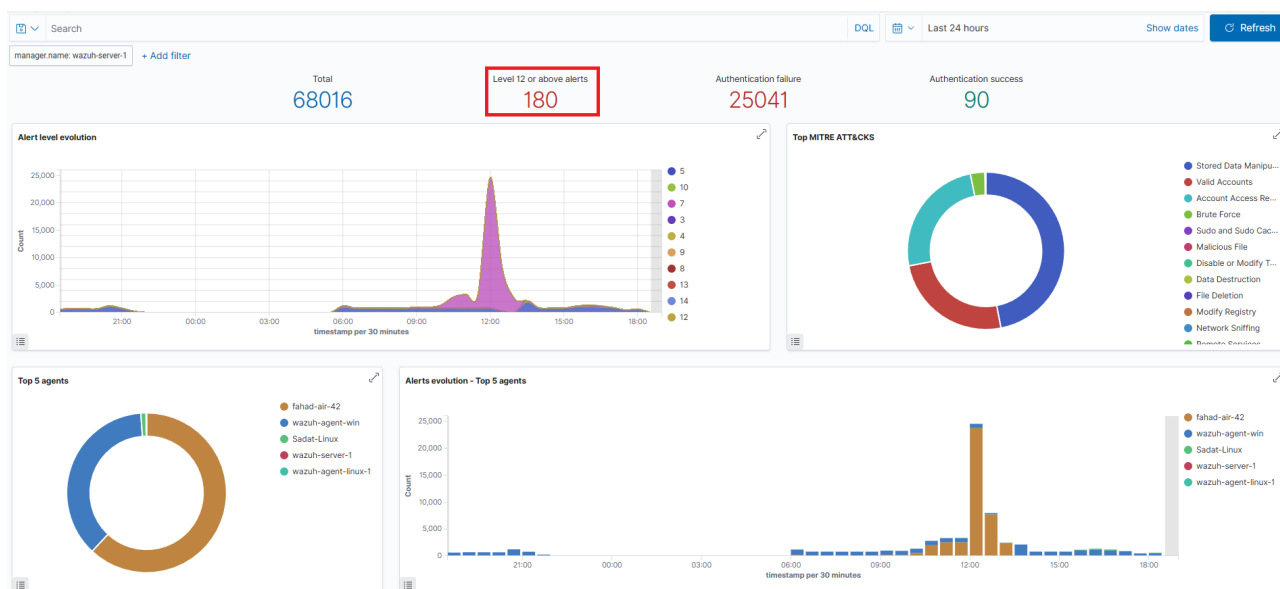 Search
DQL
Last 24 hours
Show dates
Refresh
manager.name: wazuh-server-1
+ Add filter
Total
68016
Level 12 or above alerts
180
Authentication failure
25041
Authentication success
90
Alert level evolution
25,000
20,000
15,000
10,000
5,000
0
Count
21:00
00:00
03:00
06:00
09:00
12:00
15:00
18:00
timestamp per 30 minutes
5
10
7
3
4
9
8
13
14
12
Top MITRE ATT&CKS
Stored Data Manipu...
Valid Accounts
Account Access Re...
Brute Force
Sudo and Sudo Cac...
Malicious File
Disable or Modify T...
Data Destruction
File Deletion
Modify Registry
Network Sniffing
Remote Services
Top 5 agents
fahad-air-42
wazuh-agent-win
Sadat-Linux
wazuh-server-1
wazuh-agent-linux-1
Alerts evolution - Top 5 agents
25,000
20,000
15,000
10,000
5,000
0
Count
21:00
00:00
03:00
06:00
09:00
12:00
15:00
18:00
timestamp per 30 minutes
fahad-air-42
wazuh-agent-win
Sadat-Linux
wazuh-server-1
wazuh-agent-linux-1